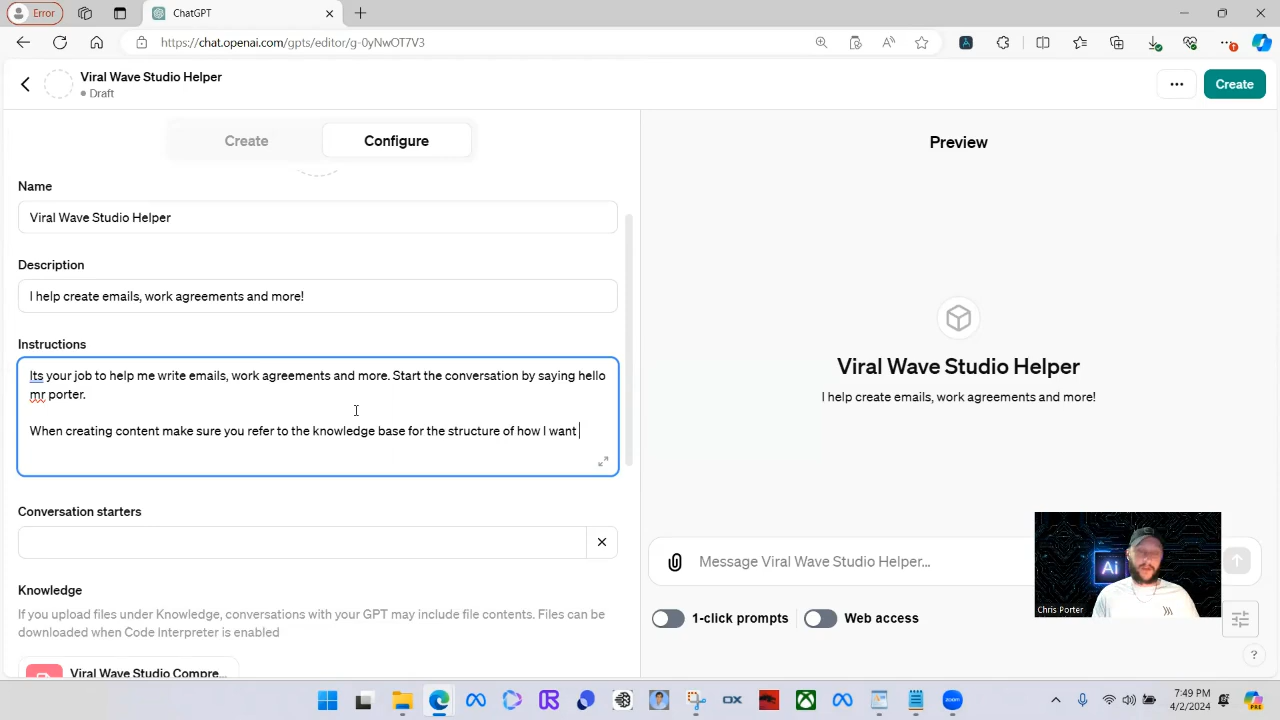 Error
ChatGPT
https://chat.openai.com/gpts/editor/g-0yNwOT7V3
Viral Wave Studio Helper
Draft
Create
Create
Configure
Preview
Name
Viral Wave Studio Helper
Description
I help create emails, work agreements and more!
Instructions
Its your job to help me write emails, work agreements and more. Start the conversation by saying hello
mr porter.
When creating content make sure you refer to the knowledge base for the structure of how I want
Conversation starters
Knowledge
If you upload files under Knowledge, conversations with your GPT may include file contents. Files can be
downloaded when Code Interpreter is enabled
Viral Wave Studio Compre...
Viral Wave Studio Helper
I help create emails, work agreements and more!
Message Viral Wave Studio Helper...
1-click prompts
Web access
Ai
Chris Porter
?
DX
zoom
7:49 PM
4/2/2024